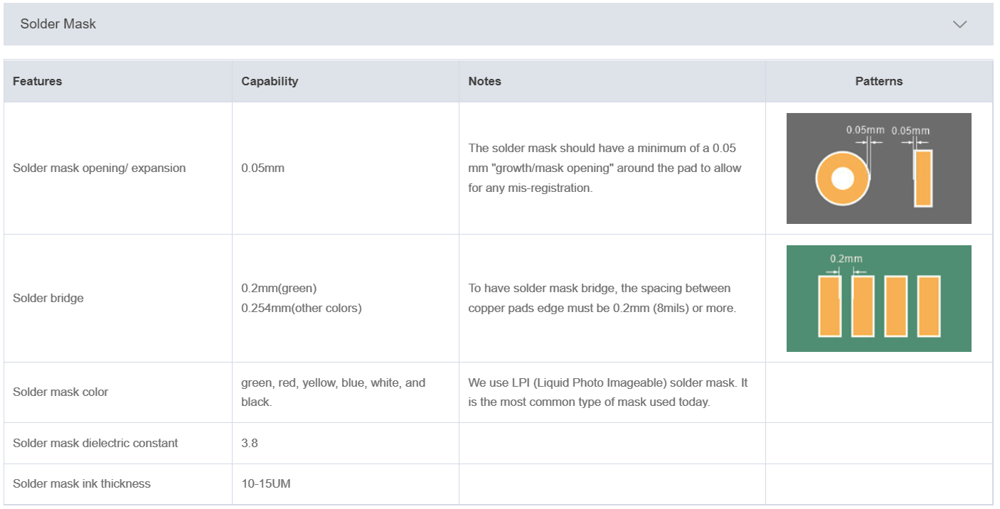 Solder Mask
Features
Capability
Notes
Patterns
Solder mask opening/ expansion
0.05mm
The solder mask should have a minimum of a 0.05
mm "growth/mask opening" around the pad to allow
for any mis-registration.
0.05mm 0.05mm
Solder bridge
0.2mm(green)
0.254mm(other colors)
To have solder mask bridge, the spacing between
copper pads edge must be 0.2mm (8mils) or more.
0.2mm
Solder mask color
green, red, yellow, blue, white, and
black.
We use LPI (Liquid Photo Imageable) solder mask. It
is the most common type of mask used today.
Solder mask dielectric constant
3.8
Solder mask ink thickness
10-15UM